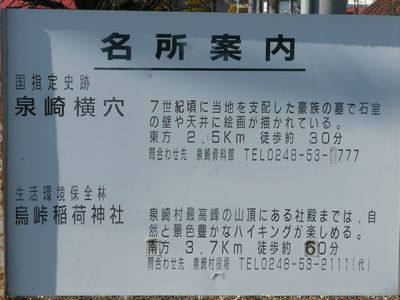 名所案内
国指定史跡
泉崎横穴
7世紀頃に当地を支配した豪族の墓で石室
の壁や天井に絵画が描かれている。
東方 2.5Km 徒歩約 30分
問合わせ先 泉崎資料館 TEL0248-53-777
生活環境保全林
烏峠稲荷神社
泉崎村最高峰の山頂にある社殿までは、自
然と景色豊かなハイキングが楽しめる。
南方 3.7Km 徒歩約 60分
問合わせ先 泉崎村役場 TEL0248-53-2111(代)